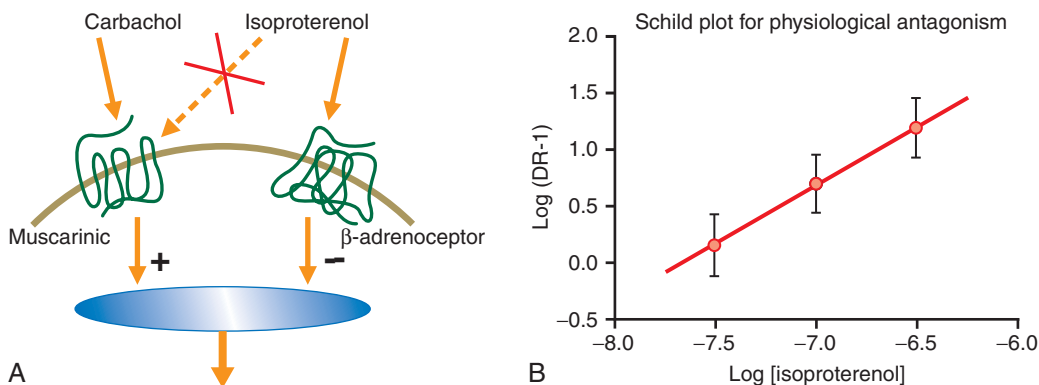 Carbachol Isoproterenol
Muscarinic β-adrenoceptor
+ --
A
Schild plot for physiological antagonism
2.0
1.5
1.0
0.5
0.0
–0.5
Log (DR-1)
–8.0 –7.5 –7.0 –6.5 –6.0
Log [isoproterenol]
B